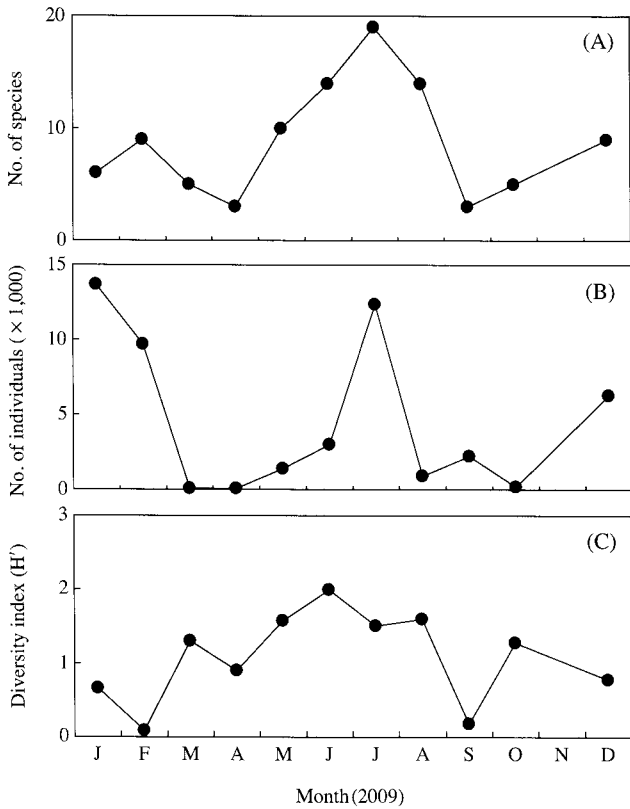 20
(A)
No. of species
10
0
15
(B)
No. of individuals (×1,000)
10
5
0
3
(C)
Diversity index (H′)
2
1
0
J F M A M J J A S O N D
Month (2009)